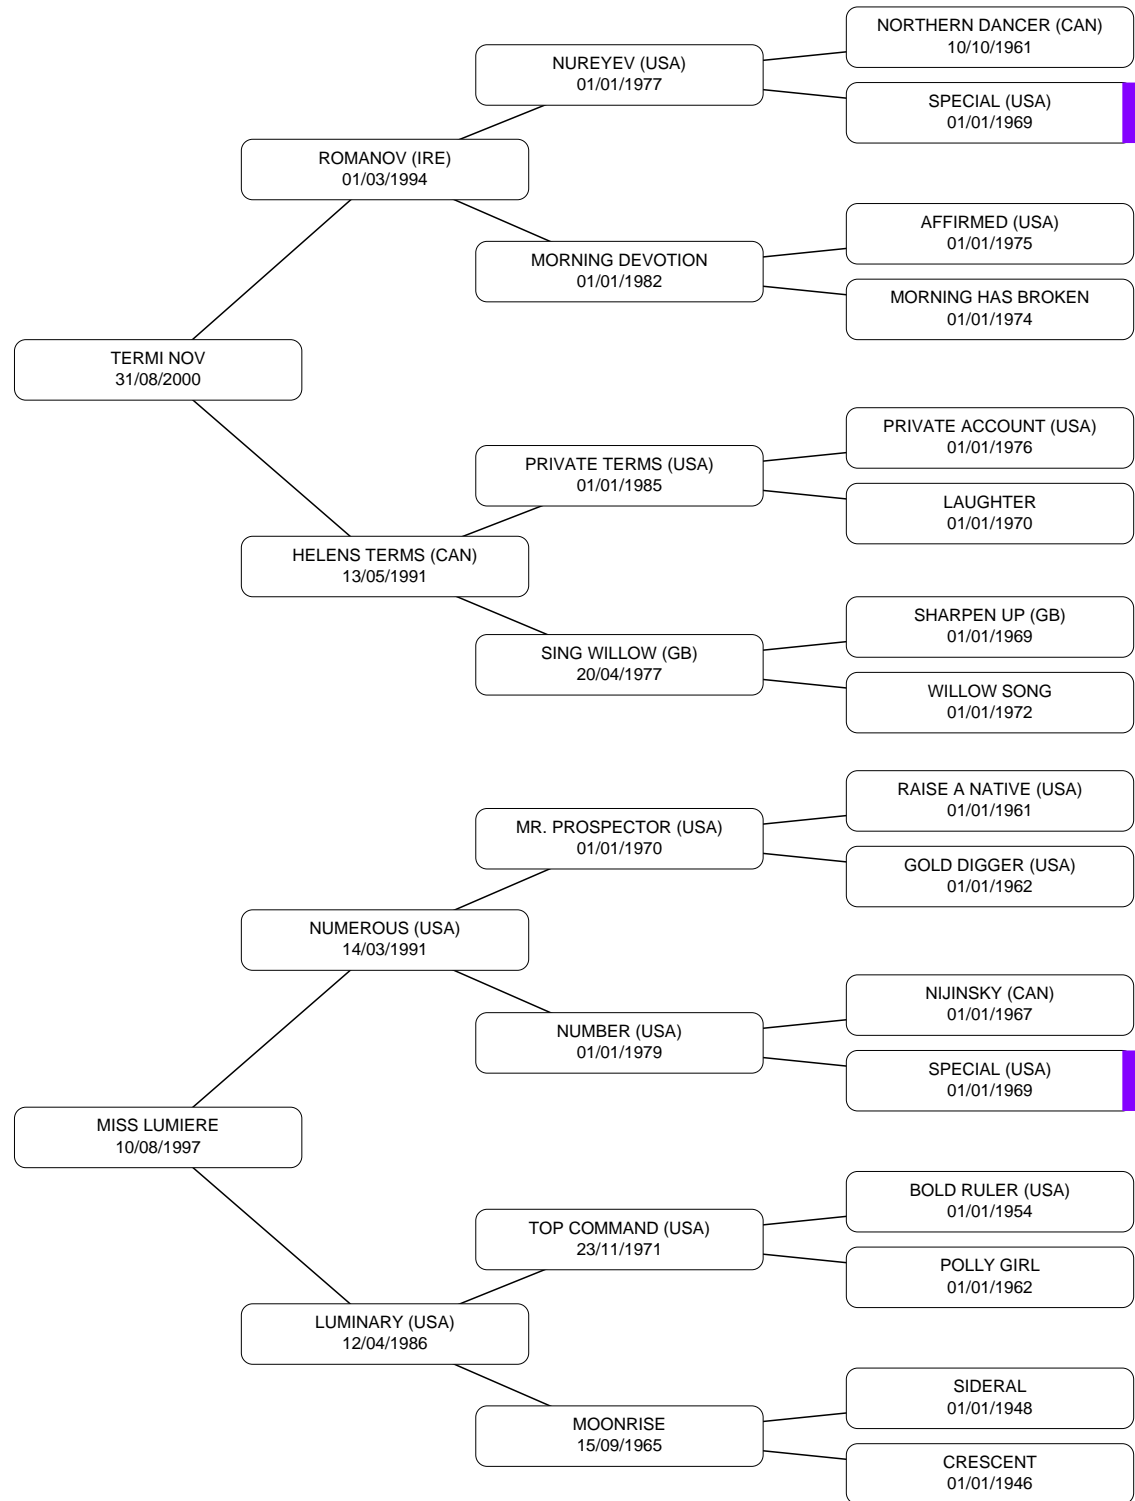 NORTHERN DANCER (CAN)
10/10/1961
NUREYEV (USA)
01/01/1977
SPECIAL (USA)
01/01/1969
ROMANOV (IRE)
01/03/1994
AFFIRMED (USA)
01/01/1975
MORNING DEVOTION
01/01/1982
MORNING HAS BROKEN
01/01/1974
TERMI NOV
31/08/2000
PRIVATE ACCOUNT (USA)
01/01/1976
PRIVATE TERMS (USA)
01/01/1985
LAUGHTER
01/01/1970
HELENS TERMS (CAN)
13/05/1991
SHARPEN UP (GB)
01/01/1969
SING WILLOW (GB)
20/04/1977
WILLOW SONG
01/01/1972
RAISE A NATIVE (USA)
01/01/1961
MR. PROSPECTOR (USA)
01/01/1970
GOLD DIGGER (USA)
01/01/1962
NUMEROUS (USA)
14/03/1991
NIJINSKY (CAN)
01/01/1967
NUMBER (USA)
01/01/1979
SPECIAL (USA)
01/01/1969
MISS LUMIERE
10/08/1997
BOLD RULER (USA)
01/01/1954
TOP COMMAND (USA)
23/11/1971
POLLY GIRL
01/01/1962
LUMINARY (USA)
12/04/1986
SIDERAL
01/01/1948
MOONRISE
15/09/1965
CRESCENT
01/01/1946